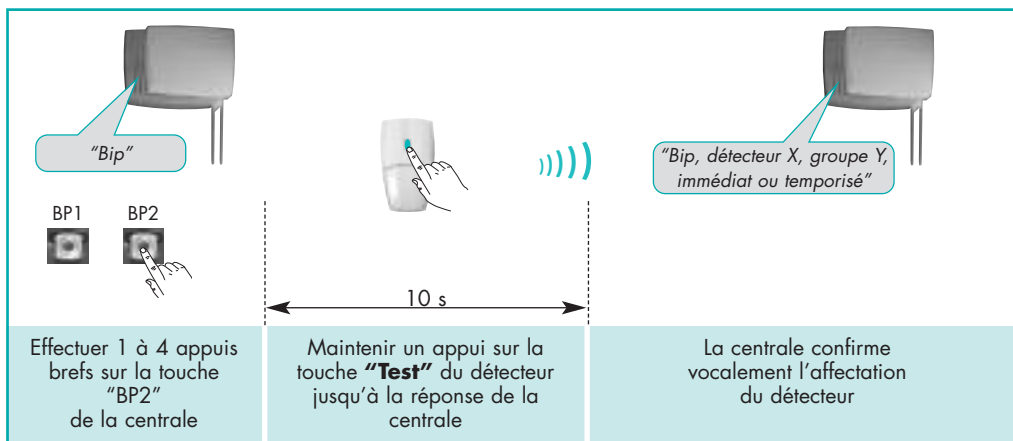 “Bip”
“Bip, détecteur X, groupe Y,
immédiat ou temporisé”
BP1 BP2
10 s
Effectuer 1 à 4 appuis
brefs sur la touche
“BP2”
de la centrale
Maintenir un appui sur la
touche “Test” du détecteur
jusqu’à la réponse de la
centrale
La centrale confirme
vocalement l’affectation
du détecteur